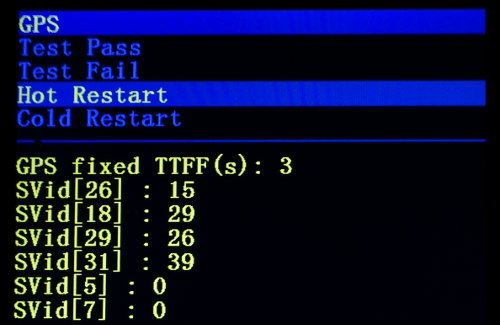 GPS
Test Pass
Test Fail
Hot Restart
Cold Restart
GPS fixed TTFF(s): 3
SVid[26] : 15
SVid[18] : 29
SVid[29] : 26
SVid[31] : 39
SVid[5] : 0
SVid[7] : 0